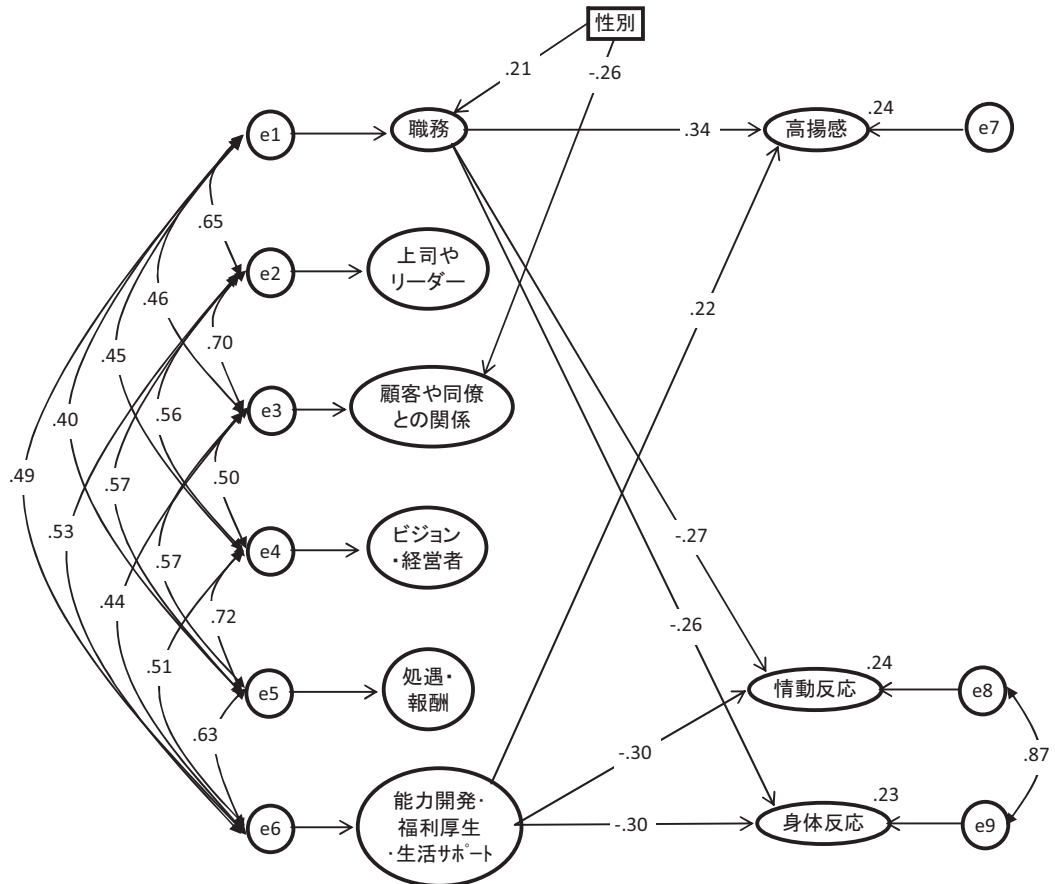 性別
.21
-.26
e1
職務
.34
高揚感
.24
e7
.65
e2
上司や
リーダー
.46
.70
.22
.45
e3
顧客や同僚
との関係
.40
.56
.49
.57
.50
.53
e4
ビジョン
・経営者
-.27
.57
.44
.72
-.26
.51
e5
処遇・
報酬
情動反応
.24
e8
.63
-.30
.87
e6
能力開発・
福利厚生
・生活サポート
-.30
身体反応
.23
e9